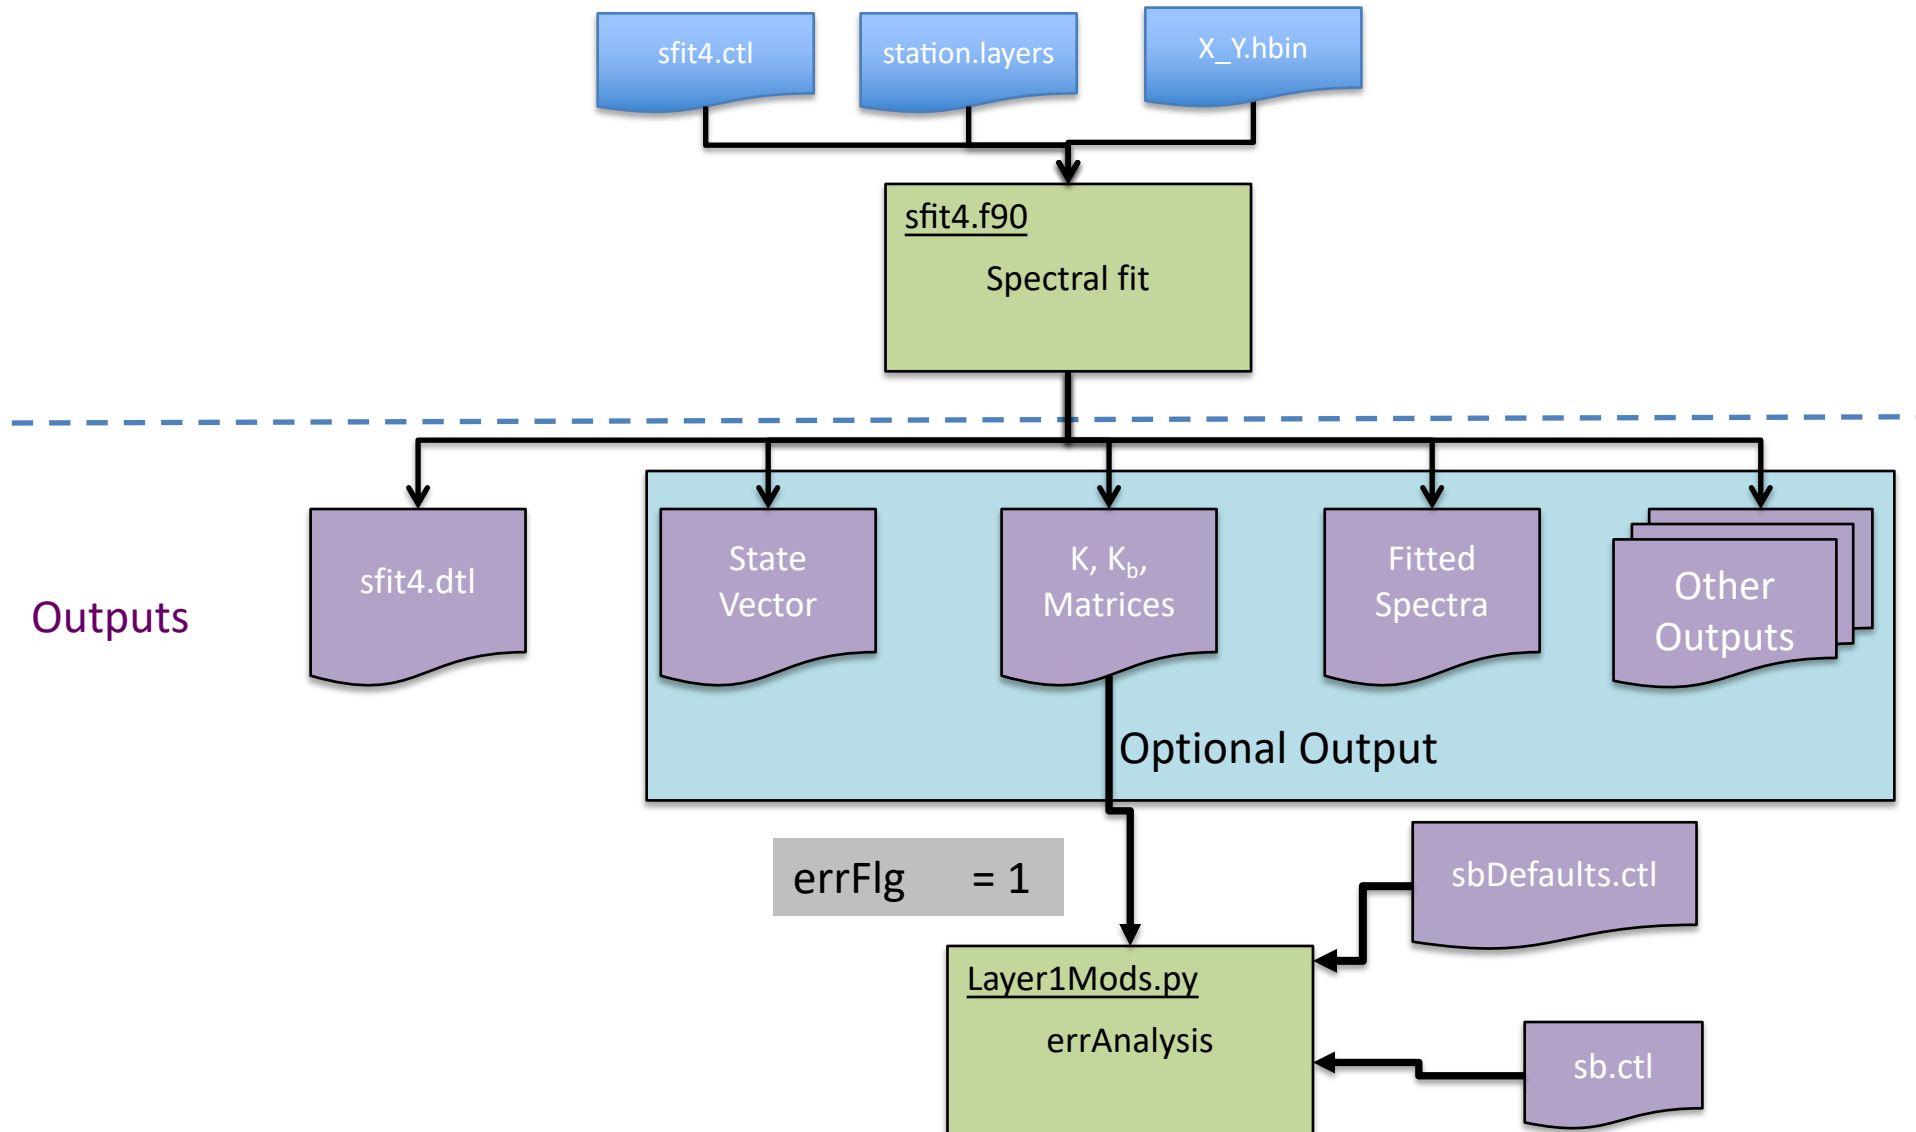 sfit4.ctl
station.layers
X_Y.hbin
sfit4.f90
Spectral fit
Outputs
sfit4.dtl
State
Vector
K, Kb,
Matrices
Fitted
Spectra
Other
Outputs
Optional Output
errFlg = 1
sbDefaults.ctl
Layer1Mods.py
errAnalysis
sb.ctl